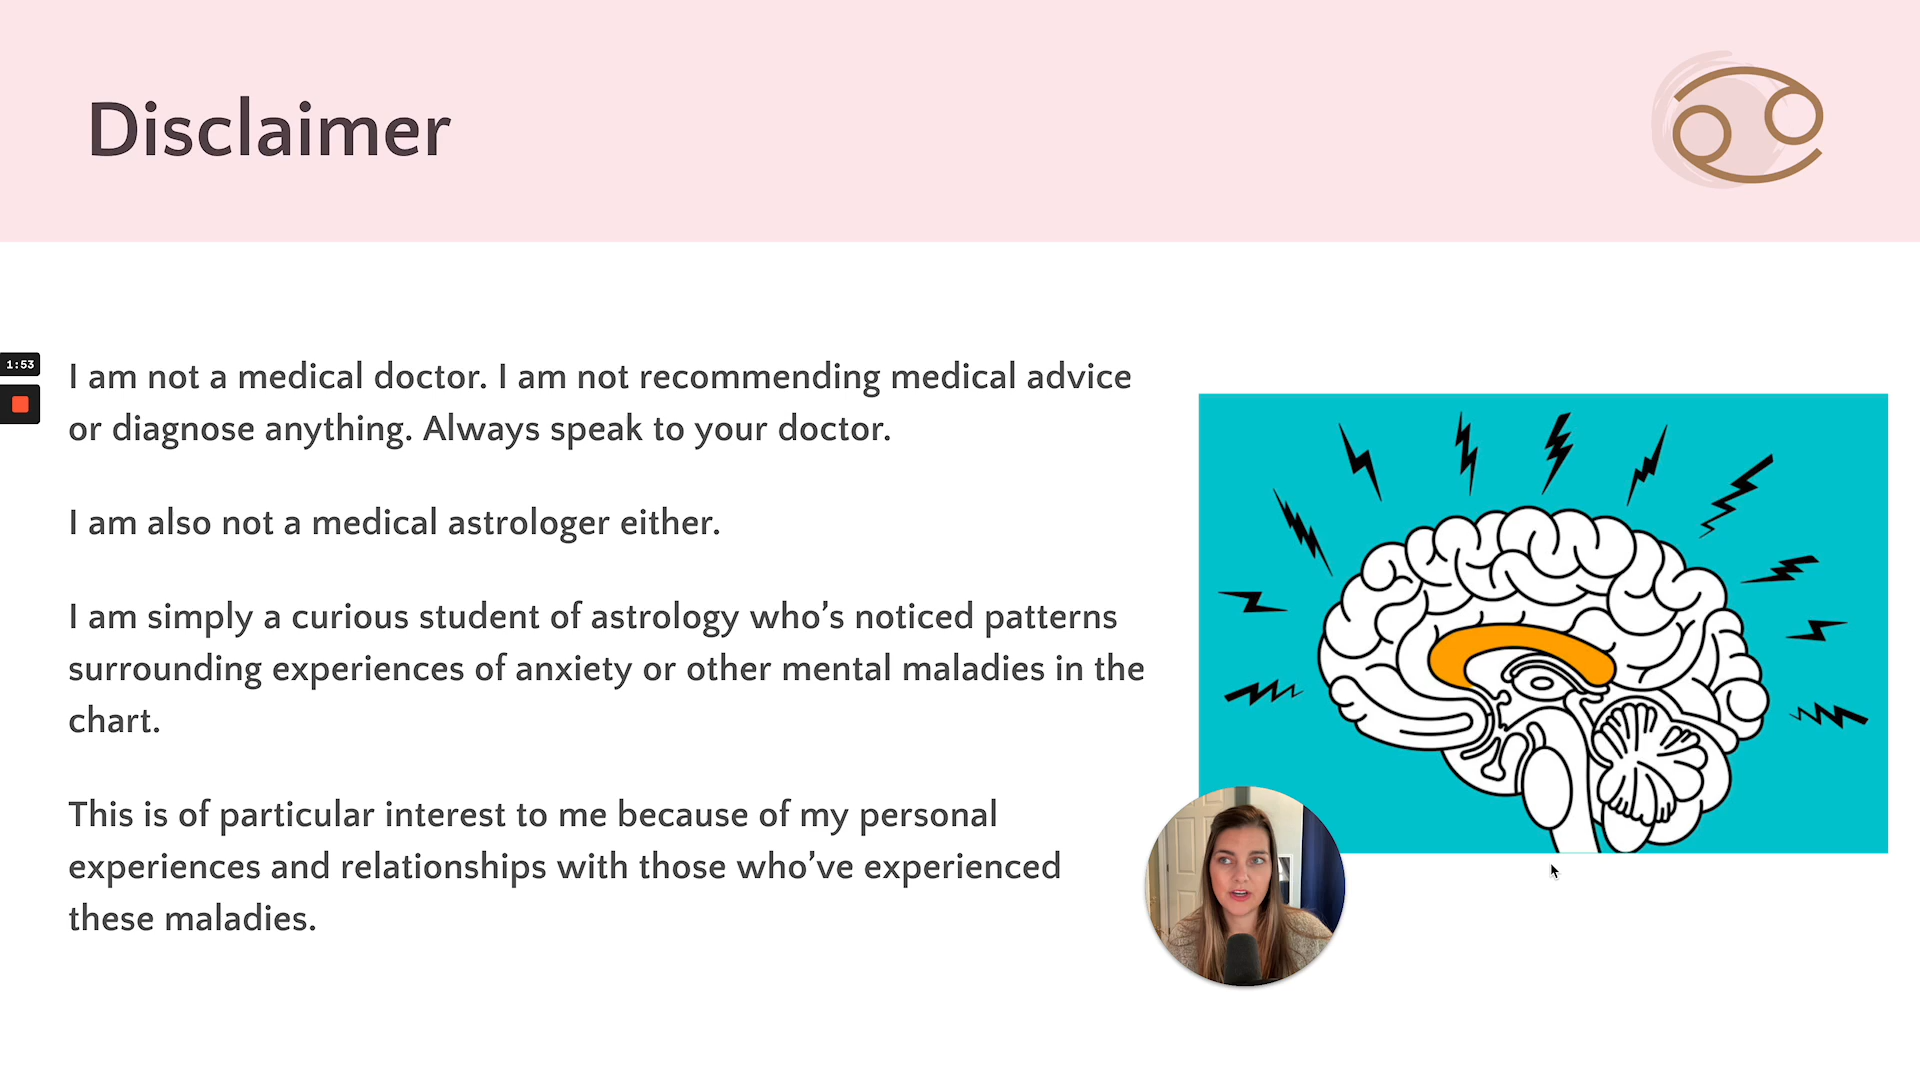 Disclaimer
1:53
I am not a medical doctor. I am not recommending medical advice
or diagnose anything. Always speak to your doctor.
I am also not a medical astrologer either.
I am simply a curious student of astrology who’s noticed patterns
surrounding experiences of anxiety or other mental maladies in the
chart.
This is of particular interest to me because of my personal
experiences and relationships with those who’ve experienced
these maladies.